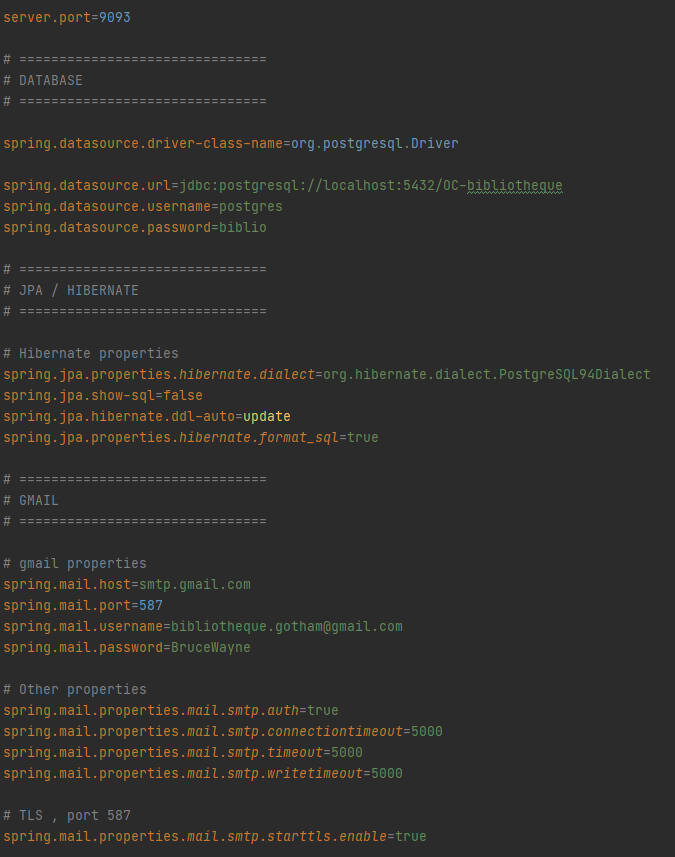 server.port=9093
# ===============================
# DATABASE
# ===============================
spring.datasource.driver-class-name=org.postgresql.Driver
spring.datasource.url=jdbc:postgresql://localhost:5432/OC-bibliotheque
spring.datasource.username=postgres
spring.datasource.password=biblio
# ===============================
# JPA / HIBERNATE
# ===============================
# Hibernate properties
spring.jpa.properties.hibernate.dialect=org.hibernate.dialect.PostgreSQL94Dialect
spring.jpa.show-sql=false
spring.jpa.hibernate.ddl-auto=update
spring.jpa.properties.hibernate.format_sql=true
# ===============================
# GMAIL
# ===============================
# gmail properties
spring.mail.host=smtp.gmail.com
spring.mail.port=587
spring.mail.username=bibliotheque.gotham@gmail.com
spring.mail.password=BruceWayne
# Other properties
spring.mail.properties.mail.smtp.auth=true
spring.mail.properties.mail.smtp.connectiontimeout=5000
spring.mail.properties.mail.smtp.timeout=5000
spring.mail.properties.mail.smtp.writetimeout=5000
# TLS , port 587
spring.mail.properties.mail.smtp.starttls.enable=true